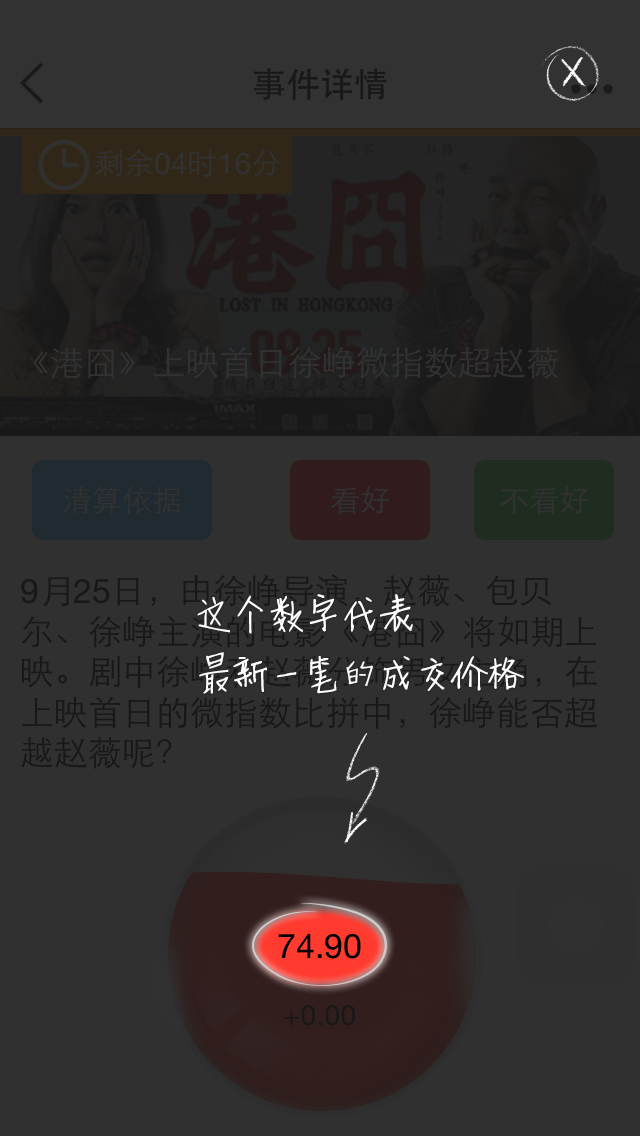 事件详情
X
剩余04时16分
港囧
LOST IN HONGKONG
09.25
《港囧》上映首日徐峥微指数超赵薇
IMAX
清算依据
看好
不看好
9月25日，由徐峥导演，赵薇、包贝
尔、徐峥主演的电影《港囧》将如期上
这个数字代表
映。剧中徐峥
，在
最新一笔的成交价格
上映首日的微指数比拼中，徐峥能否超
越赵薇呢？
74.90
+0.00